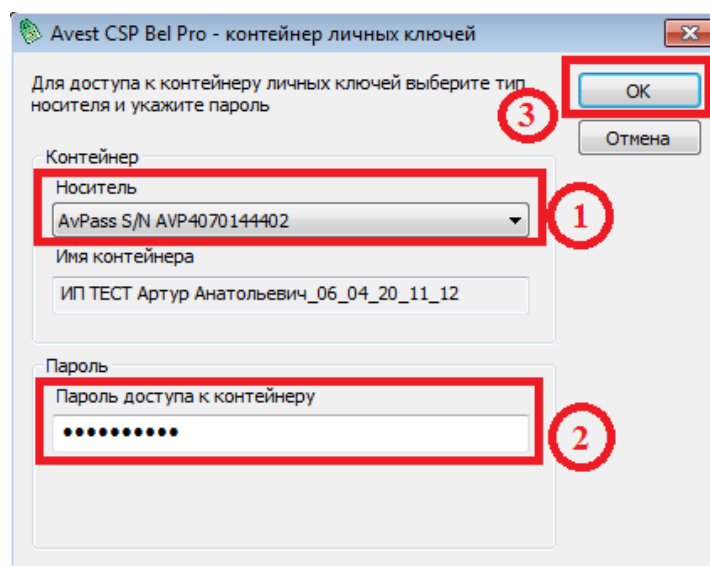 Avest CSP Bel Pro - контейнер личных ключей
Для доступа к контейнеру личных ключей выберите тип
носителя и укажите пароль
3
OK
Отмена
Контейнер
Носитель
AvPass S/N AVP4070144402
1
Имя контейнера
ИП ТЕСТ Артур Анатольевич_06_04_20_11_12
Пароль
Пароль доступа к контейнеру
••••••••••
2